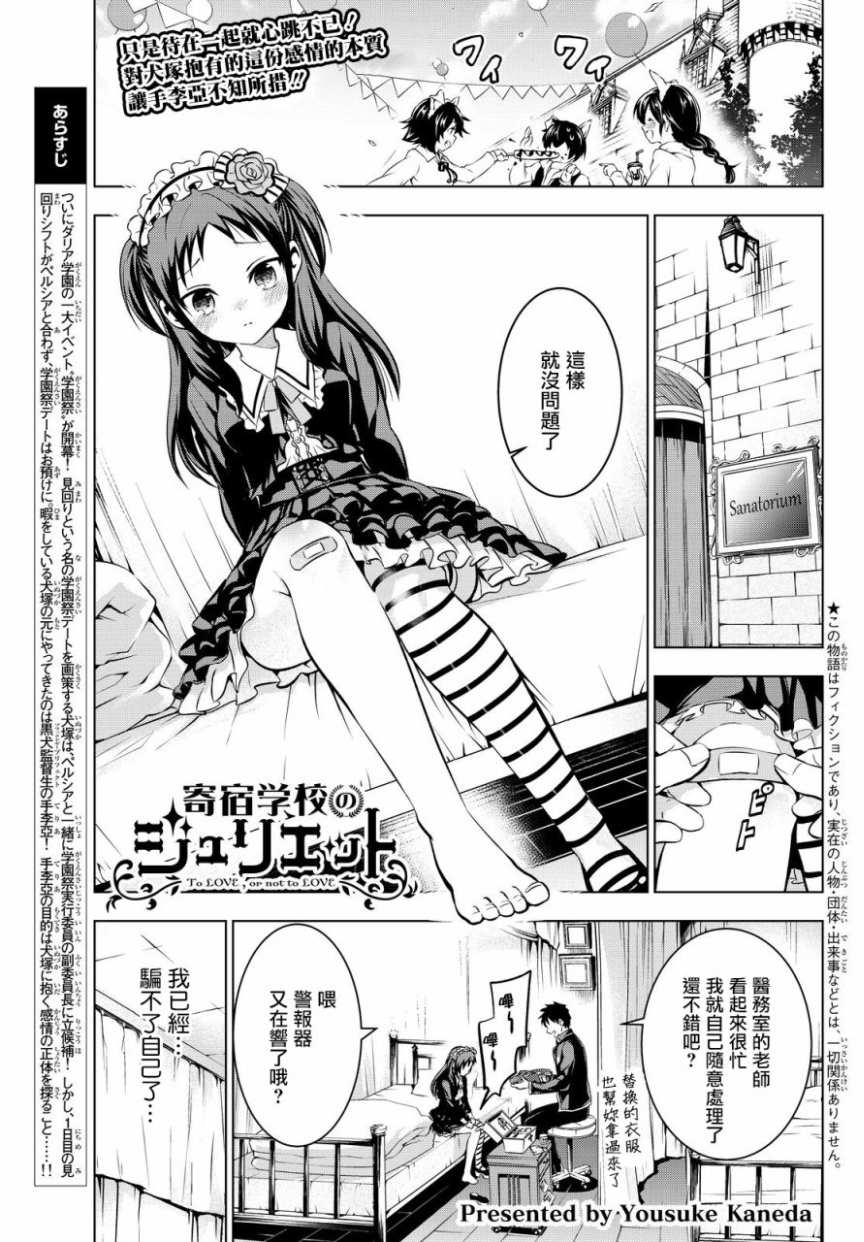 只是待在一起就心跳不已！
對犬塚抱有的這份感情的本質
讓手李亞不知所措!!
ワイ
ワイ
Sanatorium
這樣
就沒問題了
ピト
寄宿学校の
ジュリエット
To LOVE, or not to LOVE
醫務室的老師
看起來很忙
我就自己隨意處理了
還不錯吧？
替換的衣服
也幫妳拿過來了
嗶〜
嗶〜
喂
警報器
又在響了哦？
我已經…
騙不了自己了…
Presented by Yousuke Kaneda
あらすじ
ついにダリア学園の一大イベント“学園祭”が開幕！ 見回りという名の学園祭デートを画策する犬塚は、ペルシアと一緒に学園祭実行委員の副委員長に立候補！ しかし、1日目の見
回りシフトがペルシアと合わず、学園祭デートはお預けに。暇をしている犬塚の元にやってきたのは黒犬監督生の手李亞！ 手李亞の目的は犬塚に抱く感情の正体を探ること……!!
★この物語はフィクションであり、実在の人物・団体・出来事などとは、一切関係ありません。